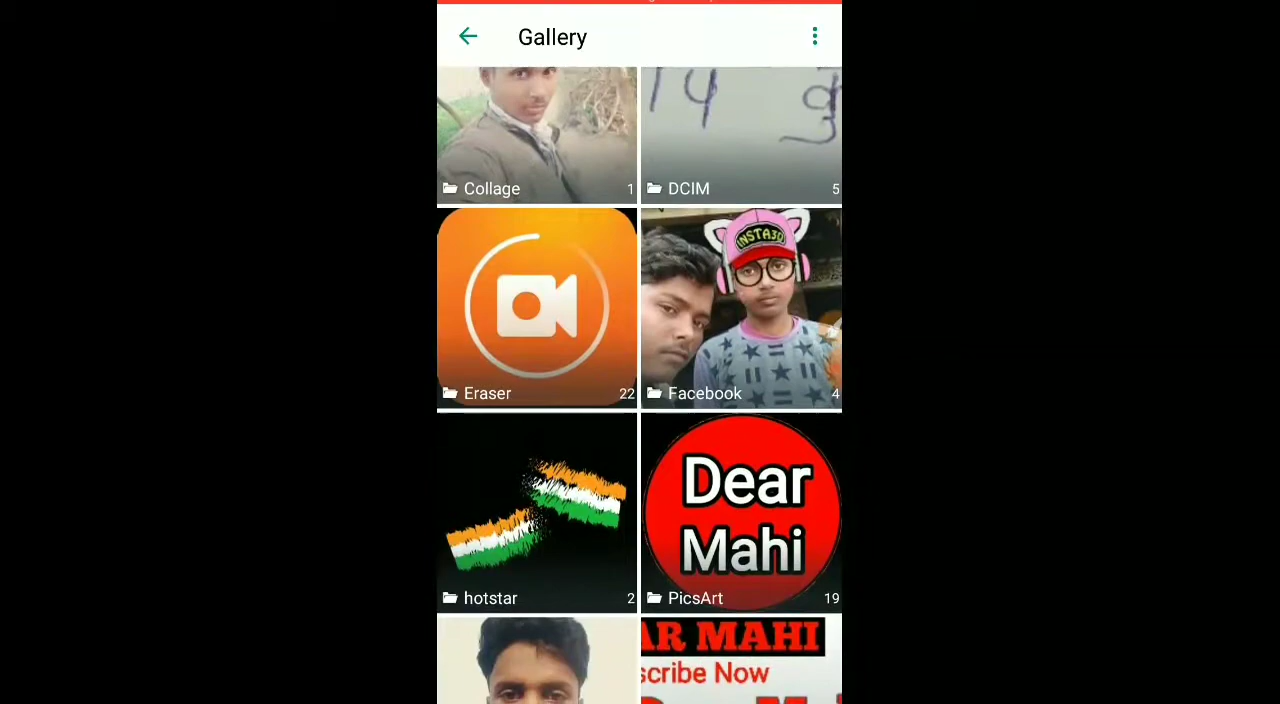 Gallery
14 कु
Collage 1
DCIM 5
INSTA3D
Eraser 22
Facebook 4
Dear
Mahi
hotstar 2
PicsArt 19
AR MAHI
scribe Now